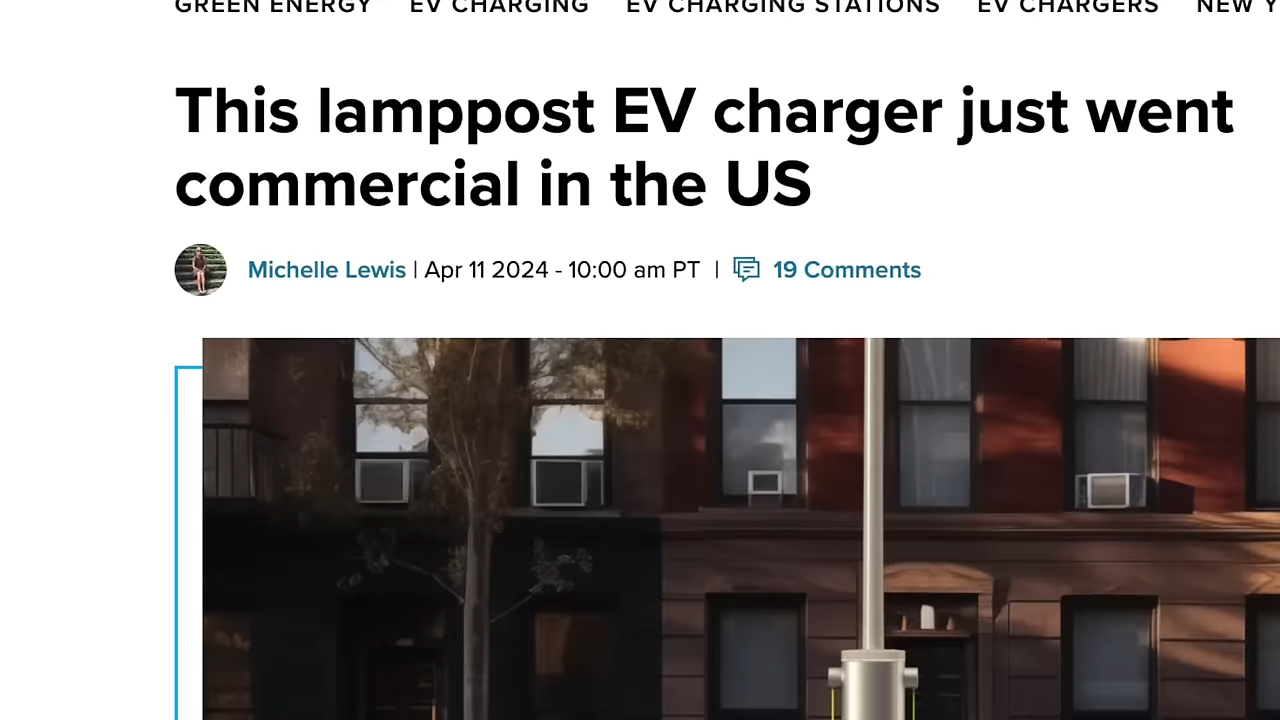 GREEN ENERGY EV CHARGING EV CHARGING STATIONS EV CHARGERS NEW Y
This lamppost EV charger just went
commercial in the US
Michelle Lewis | Apr 11 2024 - 10:00 am PT | 19 Comments